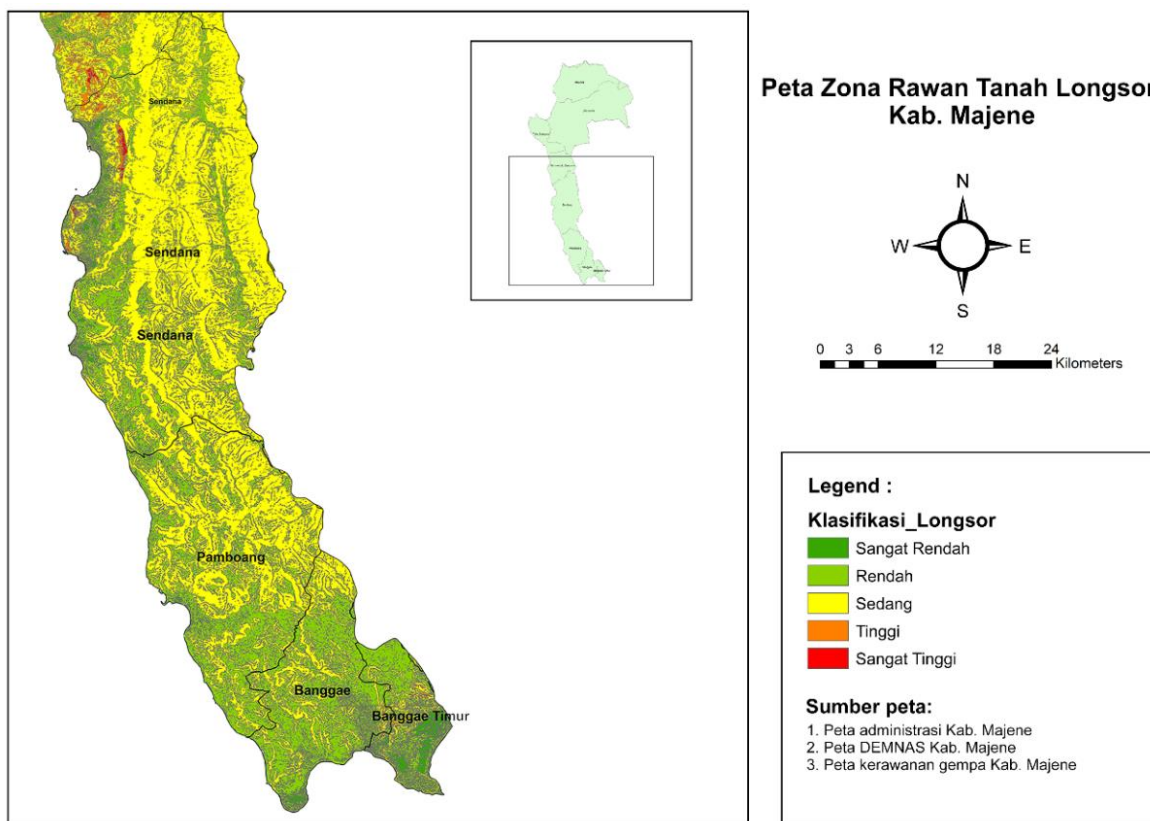 Peta Zona Rawan Tanah Longsor
Kab. Majene
N
W
E
S
0 3 6 12 18 24
Kilometers
Sendana
Sendana
Sendana
Pamboang
Banggae
Banggae Timur
Legend :
Klasifikasi_Longsor
Sangat Rendah
Rendah
Sedang
Tinggi
Sangat Tinggi
Sumber peta:
1. Peta administrasi Kab. Majene
2. Peta DEMNAS Kab. Majene
3. Peta kerawanan gempa Kab. Majene